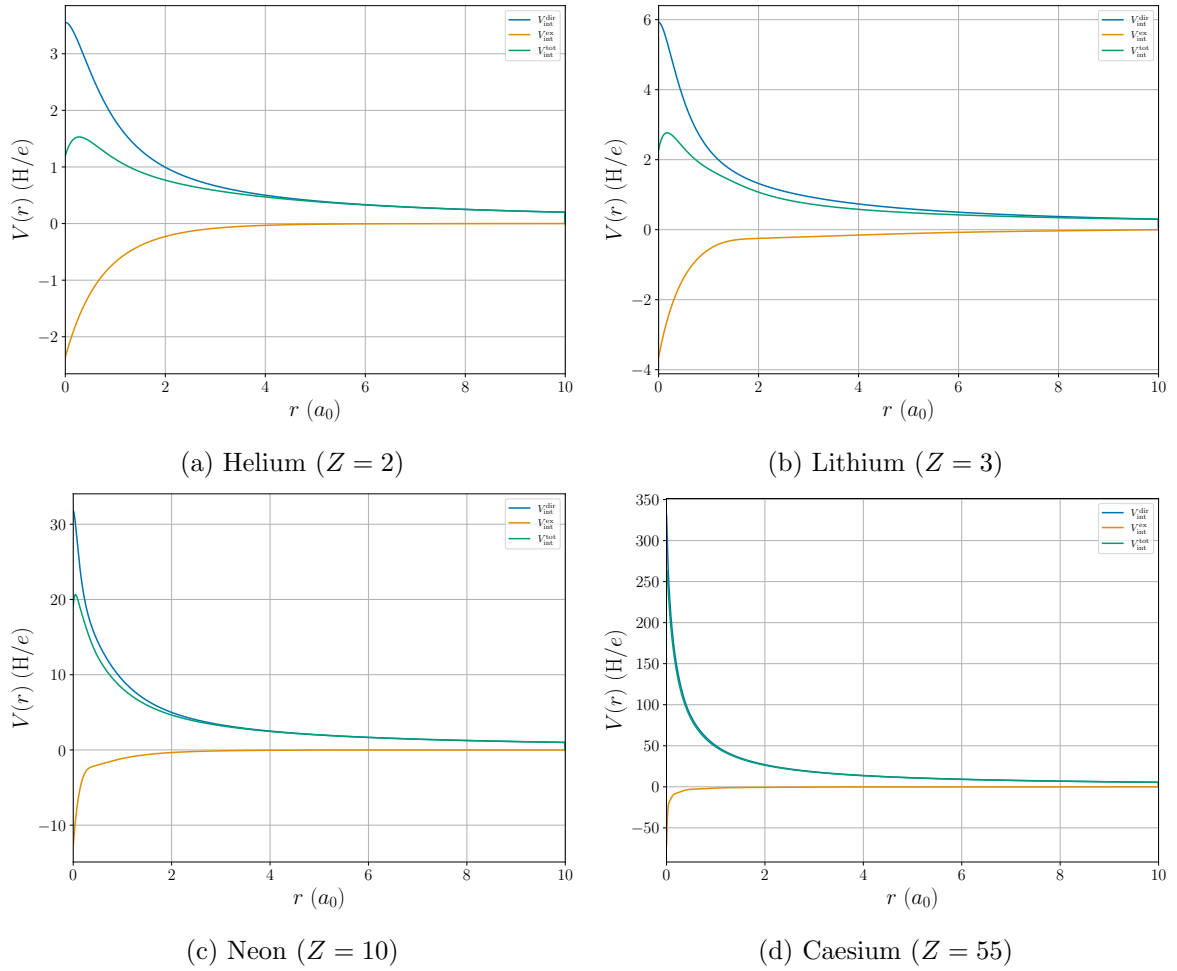 3
2
1
0
−1
−2
V(r) (H/e)
0 2 4 6 8 10
r (a₀)
V_int^dir
V_int^ex
V_int^tot
(a) Helium (Z = 2)
6
4
2
0
−2
−4
V(r) (H/e)
0 2 4 6 8 10
r (a₀)
V_int^dir
V_int^ex
V_int^tot
(b) Lithium (Z = 3)
30
20
10
0
−10
V(r) (H/e)
0 2 4 6 8 10
r (a₀)
V_int^dir
V_int^ex
V_int^tot
(c) Neon (Z = 10)
350
300
250
200
150
100
50
0
−50
V(r) (H/e)
0 2 4 6 8 10
r (a₀)
V_int^dir
V_int^ex
V_int^tot
(d) Caesium (Z = 55)